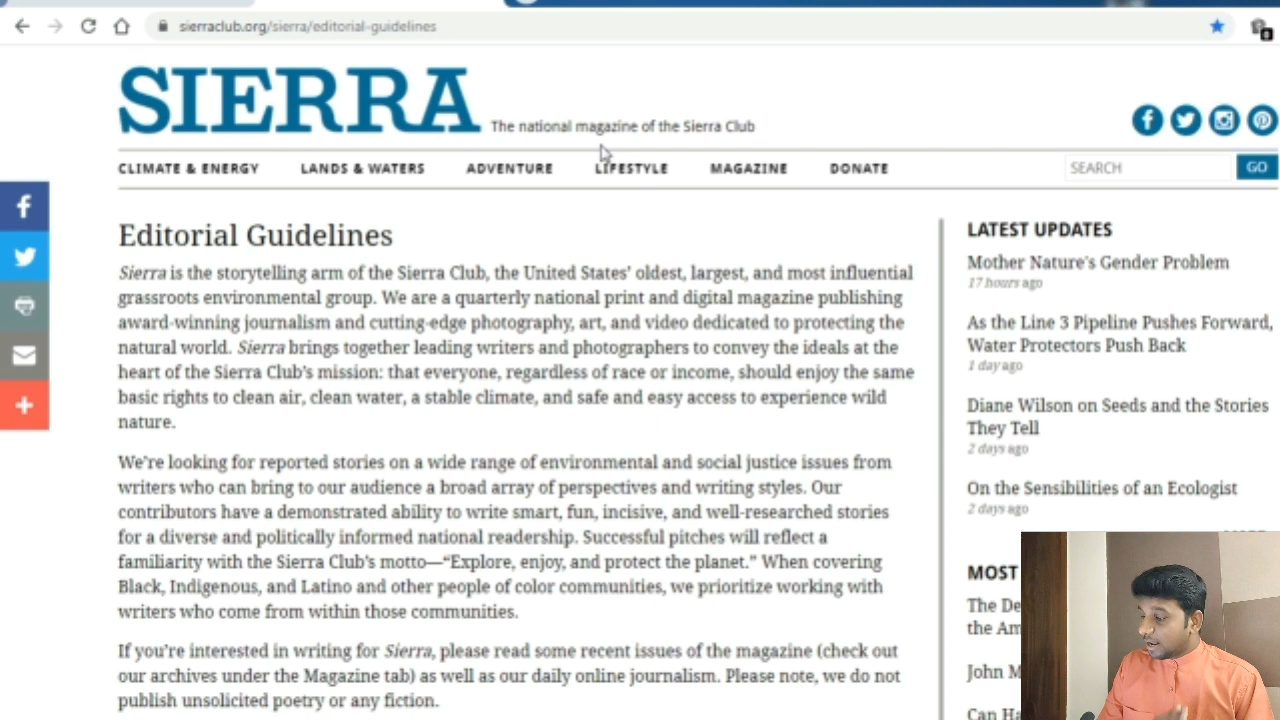 sierraclub.org/sierra/editorial-guidelines
SIERRA
The national magazine of the Sierra Club
CLIMATE & ENERGY LANDS & WATERS ADVENTURE LIFESTYLE MAGAZINE DONATE
SEARCH GO
Editorial Guidelines
Sierra is the storytelling arm of the Sierra Club, the United States’ oldest, largest, and most influential
grassroots environmental group. We are a quarterly national print and digital magazine publishing
award-winning journalism and cutting-edge photography, art, and video dedicated to protecting the
natural world. Sierra brings together leading writers and photographers to convey the ideals at the
heart of the Sierra Club’s mission: that everyone, regardless of race or income, should enjoy the same
basic rights to clean air, clean water, a stable climate, and safe and easy access to experience wild
nature.
We’re looking for reported stories on a wide range of environmental and social justice issues from
writers who can bring to our audience a broad array of perspectives and writing styles. Our
contributors have a demonstrated ability to write smart, fun, incisive, and well-researched stories
for a diverse and politically informed national readership. Successful pitches will reflect a
familiarity with the Sierra Club’s motto—“Explore, enjoy, and protect the planet.” When covering
Black, Indigenous, and Latino and other people of color communities, we prioritize working with
writers who come from within those communities.
If you’re interested in writing for Sierra, please read some recent issues of the magazine (check out
our archives under the Magazine tab) as well as our daily online journalism. Please note, we do not
publish unsolicited poetry or any fiction.
LATEST UPDATES
Mother Nature's Gender Problem
17 hours ago
As the Line 3 Pipeline Pushes Forward,
Water Protectors Push Back
1 day ago
Diane Wilson on Seeds and the Stories
They Tell
2 days ago
On the Sensibilities of an Ecologist
2 days ago
MOST
The De
the Am
John M
Can Ha